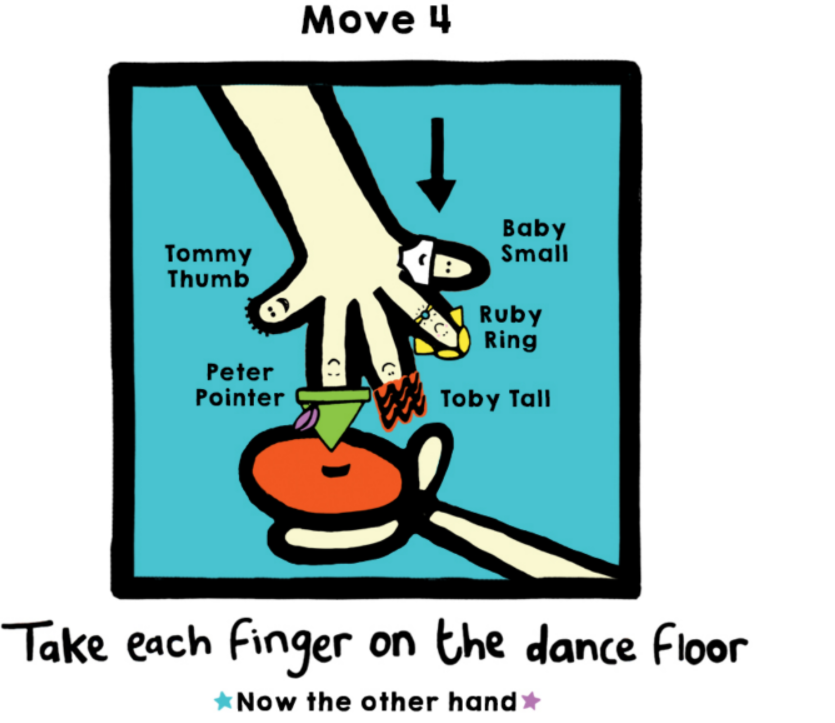 Move 4
Baby
Small
Tommy
Thumb
Ruby
Ring
Peter
Pointer
Toby Tall
Take each finger on the dance floor
Now the other hand